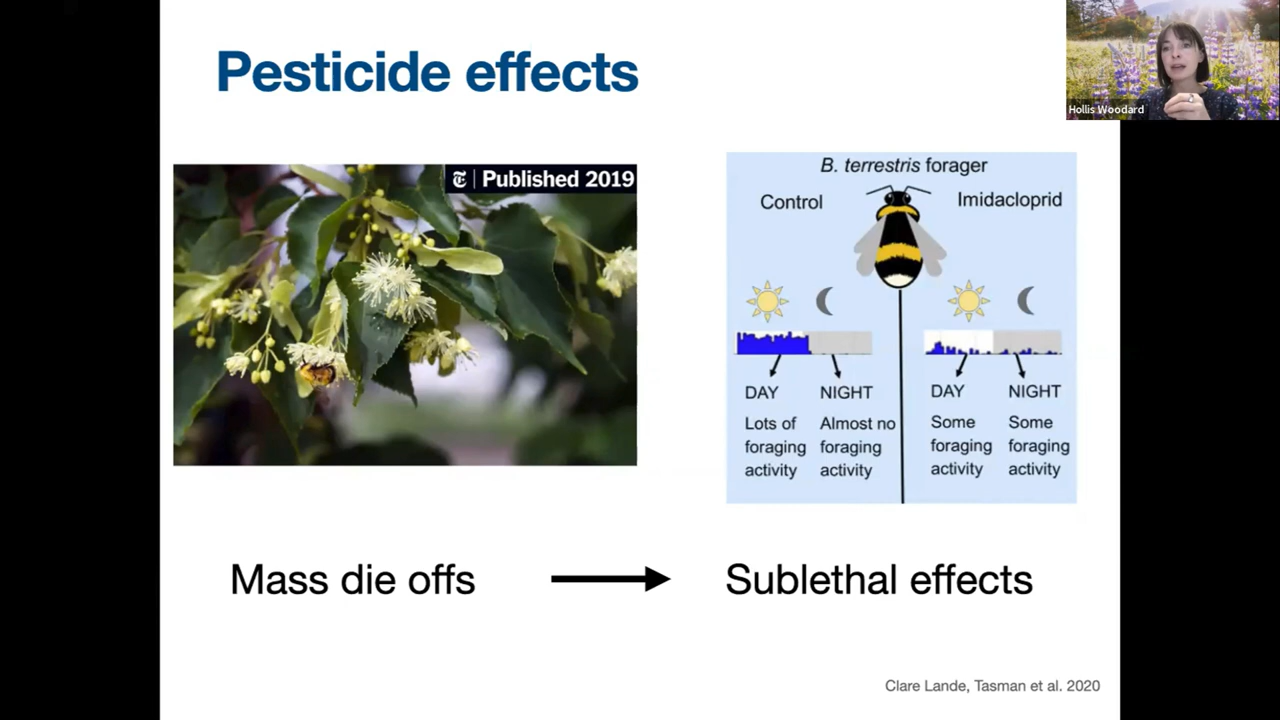 Pesticide effects
Hollis Woodard
T | Published 2019
B. terrestris forager
Control
Imidacloprid
DAY
NIGHT
DAY
NIGHT
Lots of
foraging
activity
Almost no
foraging
activity
Some
foraging
activity
Some
foraging
activity
Mass die offs
Sublethal effects
Clare Lande, Tasman et al. 2020